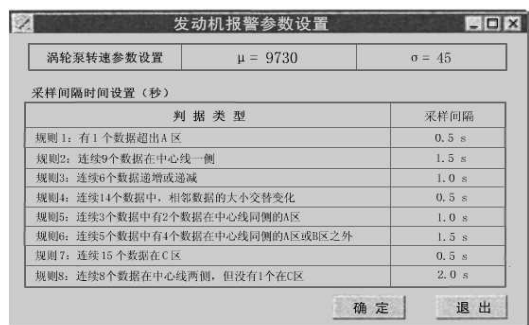 发动机报警参数设置
涡轮泵转速参数设置 μ = 9730 σ = 45
采样间隔时间设置（秒）
判 据 类 型 采样间隔
规则1：有1个数据超出A区 0.5 s
规则2：连续9个数据在中心线一侧 1.5 s
规则3：连续6个数据递增或递减 1.0 s
规则4：连续14个数据中，相邻数据的大小交替变化 0.5 s
规则5：连续3个数据中有2个数据在中心线同侧的A区 1.0 s
规则6：连续5个数据中有4个数据在中心线同侧的A区或B区之外 1.5 s
规则7：连续15个数据在C区 0.5 s
规则8：连续8个数据在中心线两侧，但没有1个在C区 2.0 s
确 定 退 出